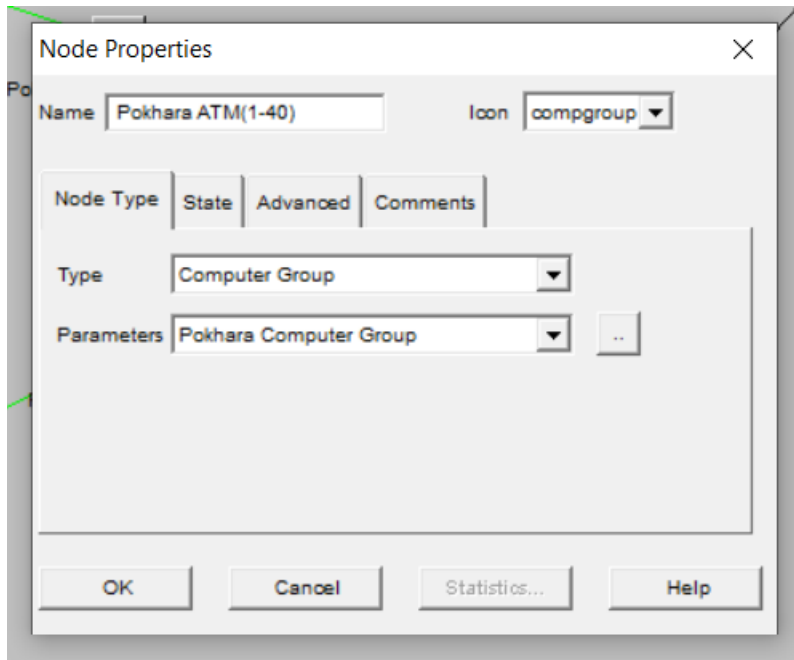 Node Properties
Po
Name Pokhara ATM(1-40) Icon compgroup
Node Type State Advanced Comments
Type Computer Group
Parameters Pokhara Computer Group ..
OK Cancel Statistics... Help